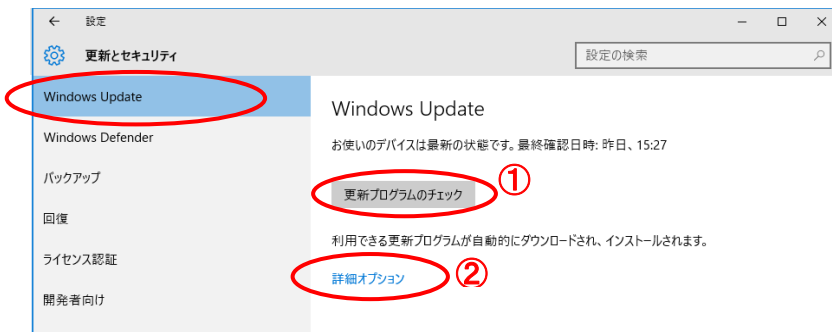 ← 設定
更新とセキュリティ
設定の検索
Windows Update
Windows Defender
バックアップ
回復
ライセンス認証
開発者向け
Windows Update
お使いのデバイスは最新の状態です。最終確認日時: 昨日、15:27
① 更新プログラムのチェック
利用できる更新プログラムが自動的にダウンロードされ、インストールされます。
② 詳細オプション